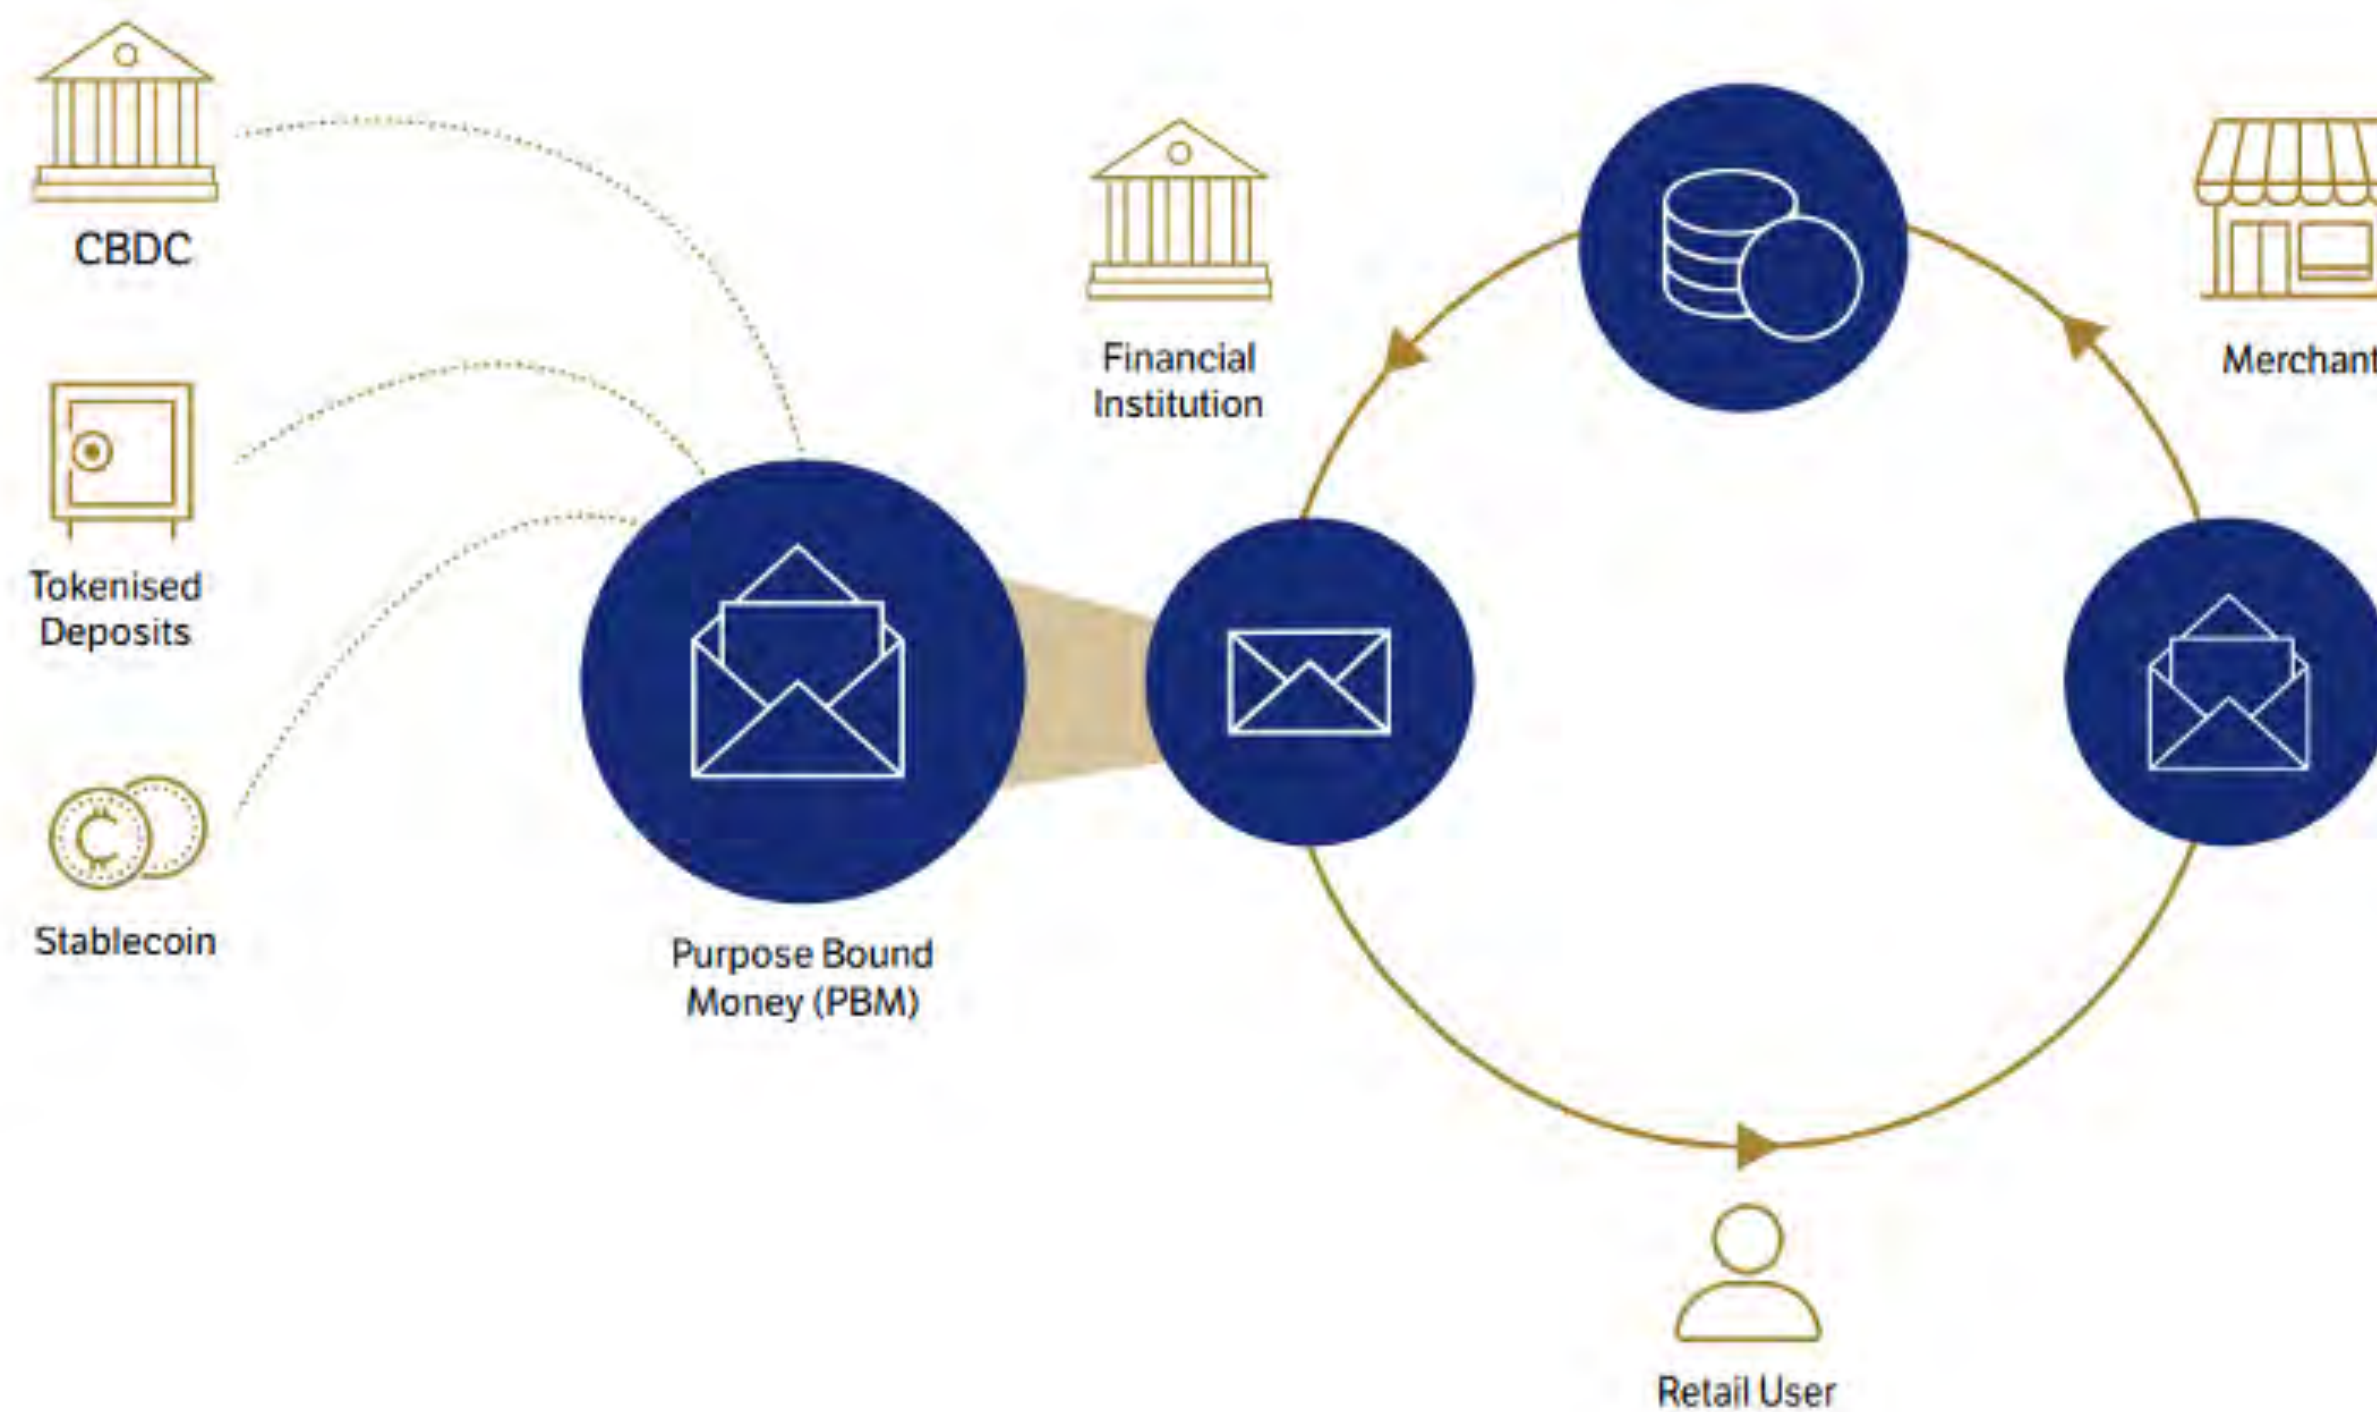 CBDC
Tokenised
Deposits
Stablecoin
Purpose Bound
Money (PBM)
Financial
Institution
Merchant
Retail User